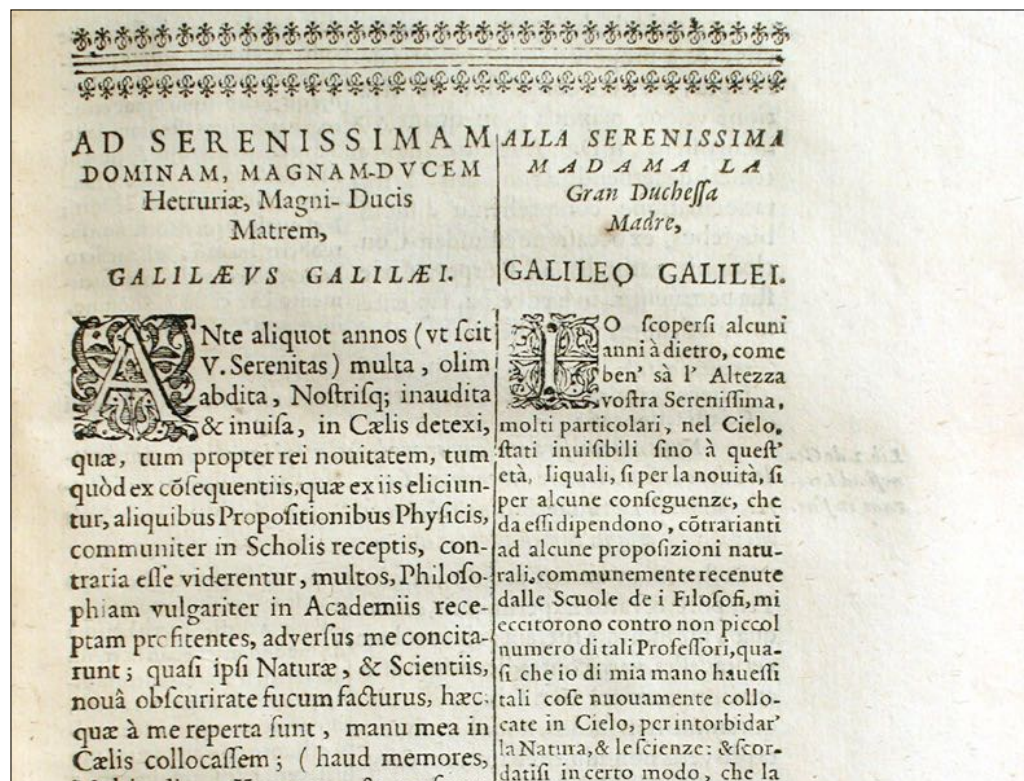 AD SERENISSIMAM
DOMINAM, MAGNAM-DVCEM
Hetruriæ, Magni- Ducis
Matrem,
GALILÆVS GALILÆI.
ANte aliquot annos (vt ſcit
V. Serenitas) multa, olim
abdita, Noſtriſq; inaudita
& inuiſa, in Cælis detexi,
quæ, tum propter rei nouitatem, tum
quòd ex cõſequentiis, quæ ex iis eliciun-
tur, aliquibus Propoſitionibus Phyſicis,
communiter in Scholis receptis, con-
traria eſſe viderentur, multos, Philoſo-
phiam vulgariter in Academiis rece-
ptam profitentes, adverſus me concita-
runt; quaſi ipſi Naturæ, & Scientiis,
nouâ obſcurirate fucum facturus, hæc,
quæ à me reperta ſunt, manu mea in
Cælis collocaſſem; (haud memores,
ALLA SERENISSIMA
MADAMA LA
Gran Ducheſſa
Madre,
GALILEO GALILEI.
IO ſcoperſi alcuni
anni à dietro, come
ben' sà l' Altezza
voſtra Sereniſſima,
molti particolari, nel Cielo,
ſtati inuiſibili ſino à queſt'
età, liquali, ſi per la nouità, ſi
per alcune conſeguenze, che
da eſſi dipendono, cõtrarianti
ad alcune propoſizioni natu-
rali, communemente recenute
dalle Scuole de i Filoſofi, mi
eccitorono contro non piccol
numero di tali Profeſſori, qua-
ſi che io di mia mano haueſſi
tali coſe nuouamente collo-
cate in Cielo, per intorbidar'
la Natura, & le ſcienze: & ſcor-
datiſi in certo modo, che la